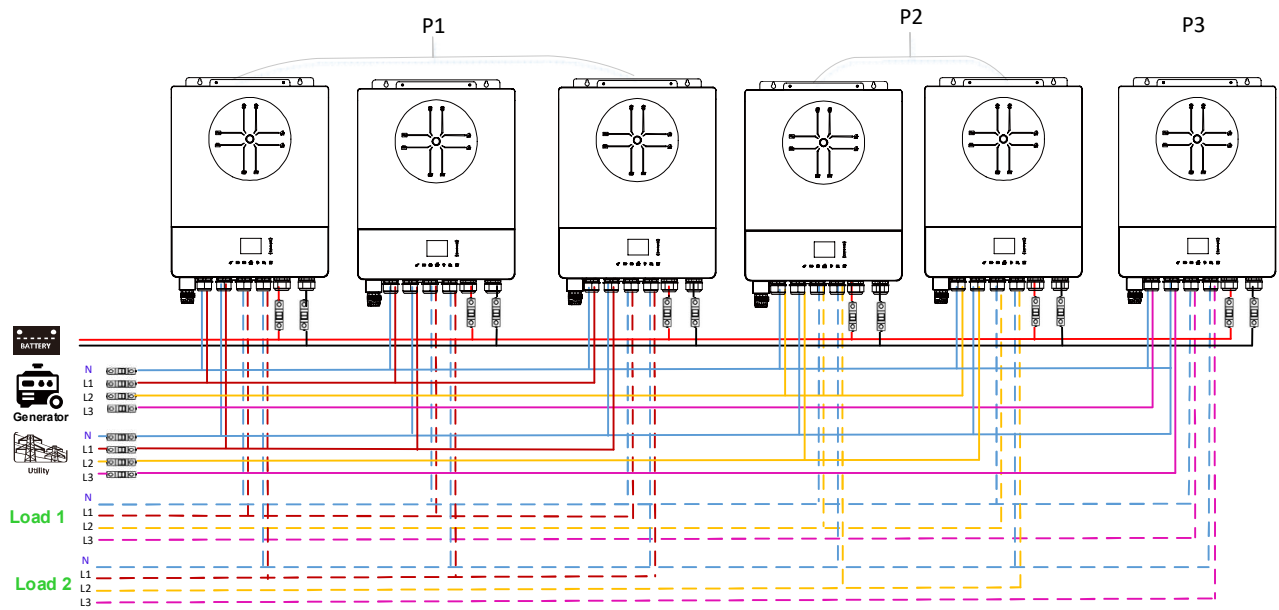 P1
P2
P3
BATTERY
N
L1
L2
L3
Generator
N
L1
L2
L3
Utility
N
L1
L2
L3
Load 1
N
L1
L2
L3
Load 2